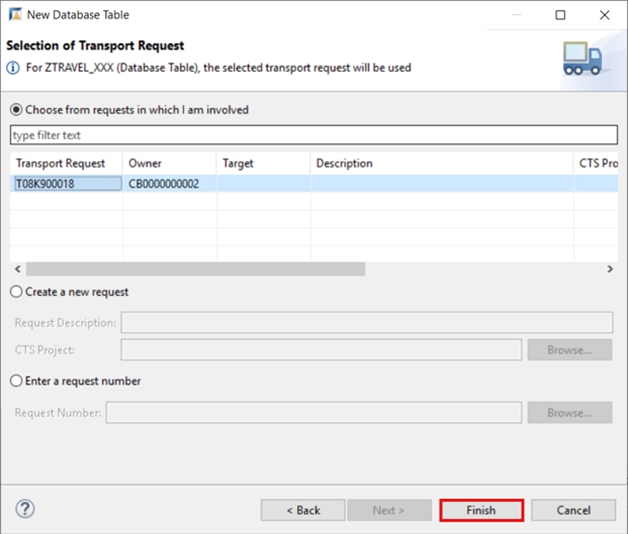 New Database Table
Selection of Transport Request
For ZTRAVEL_XXX (Database Table), the selected transport request will be used
Choose from requests in which I am involved
type filter text
Transport Request Owner Target Description CTS Pro
T08K900018 CB0000000002
Create a new request
Request Description:
CTS Project: Browse...
Enter a request number
Request Number: Browse...
? < Back Next > Finish Cancel